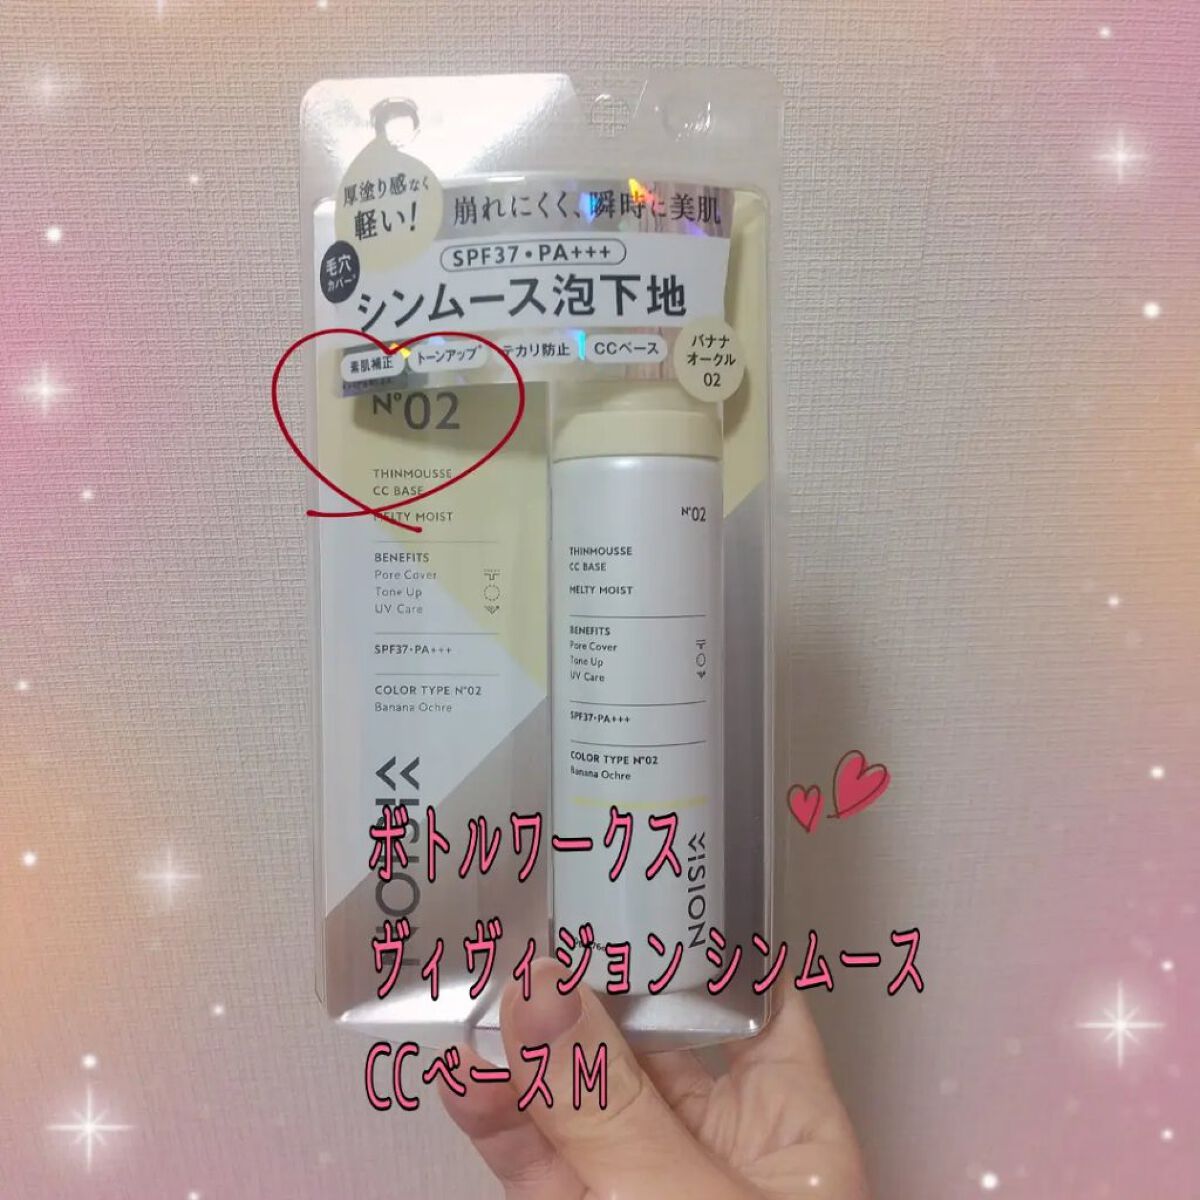 厚塗り感なく
軽い!
崩れにくく、瞬時に美肌
SPF37・PA+++
毛穴
カバー*
シンムース泡下地
素肌補正
トーンアップ*
テカリ防止
CCベース
バナナ
オークル
02
N°02
THINMOUSSE
CC BASE
MELTY MOIST
BENEFITS
Pore Cover
Tone Up
UV Care
SPF37・PA+++
COLOR TYPE N°02
Banana Ochre
N°02
THINMOUSSE
CC BASE
MELTY MOIST
BENEFITS
Pore Cover
Tone Up
UV Care
SPF37・PA+++
COLOR TYPE N°02
Banana Ochre
VISION
VISION
ボトルワークス
ヴィヴィジョン シンムース
CCベース M